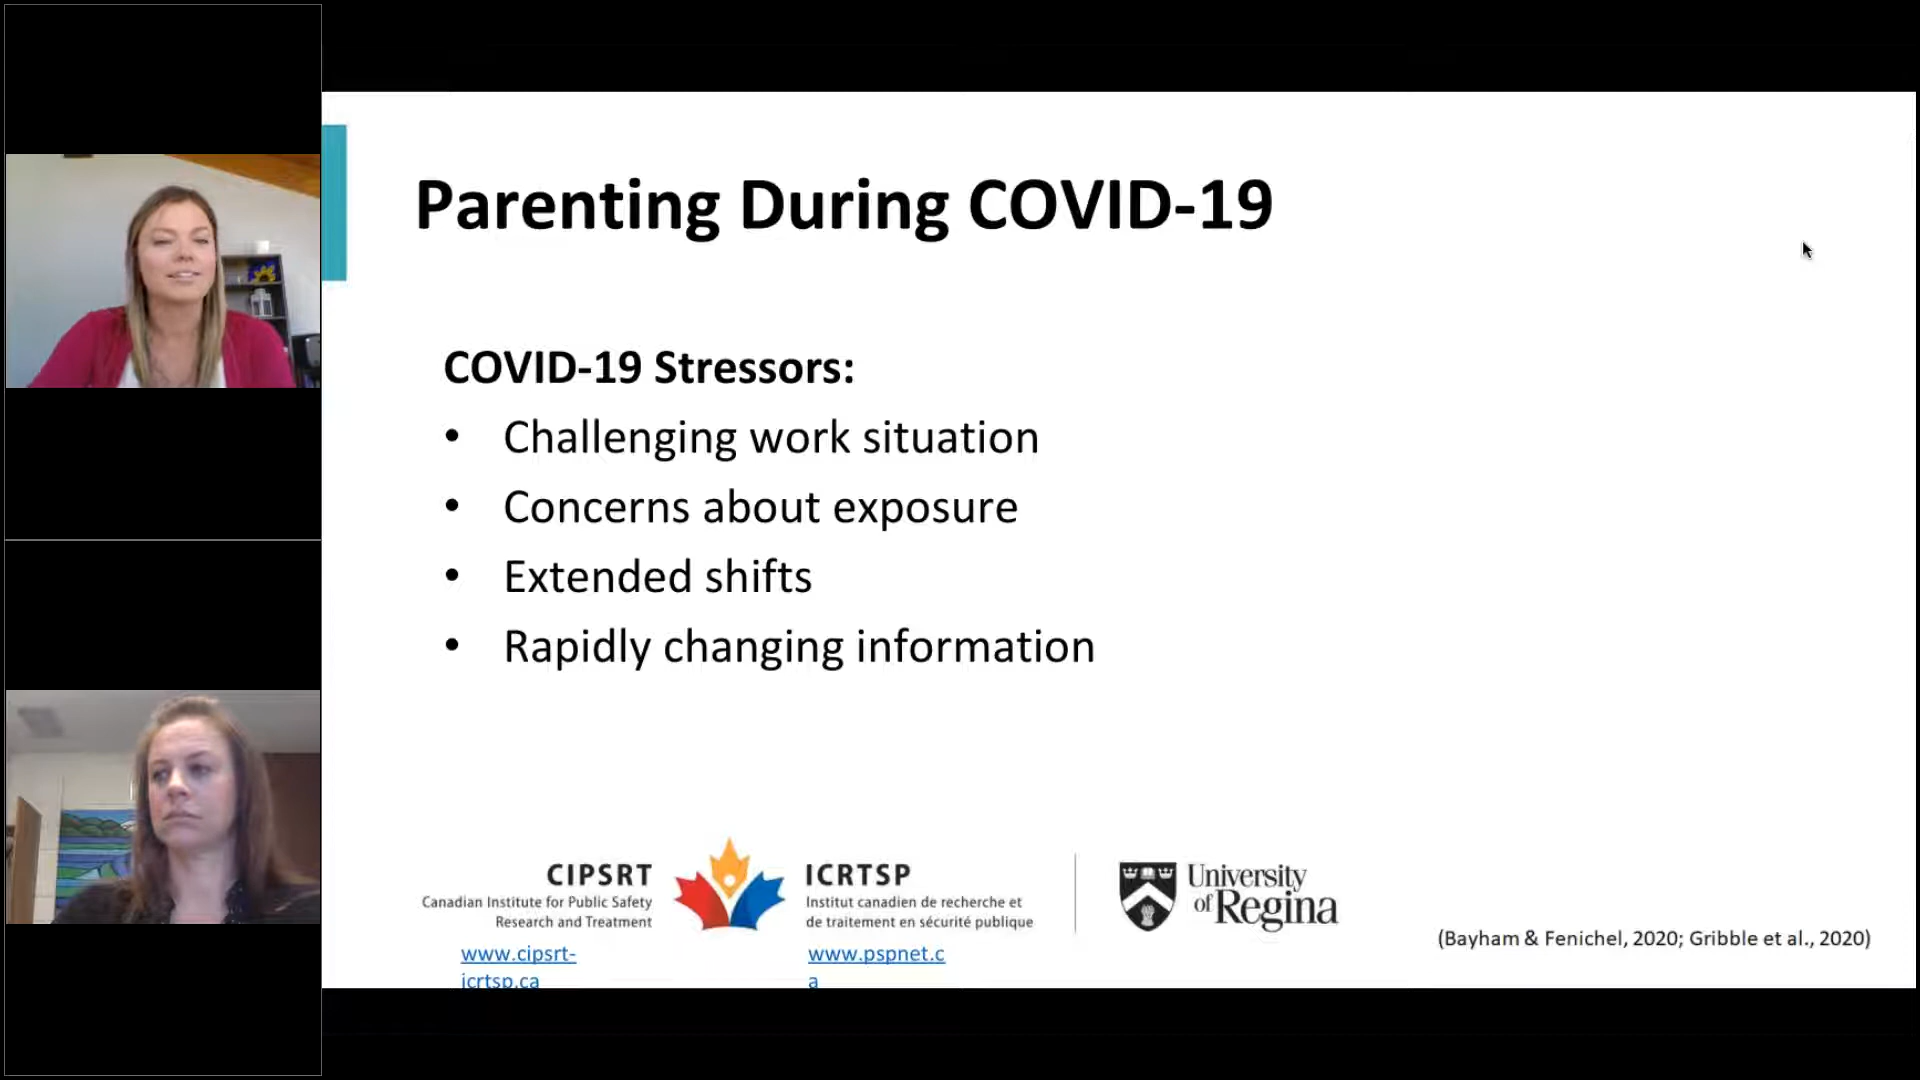 Parenting During COVID-19
COVID-19 Stressors:
• Challenging work situation
• Concerns about exposure
• Extended shifts
• Rapidly changing information
CIPSRT
Canadian Institute for Public Safety
Research and Treatment
www.cipsrt-
icrtsp.ca
ICRTSP
Institut canadien de recherche et
de traitement en sécurité publique
www.pspnet.c
a
University
of Regina
(Bayham & Fenichel, 2020; Gribble et al., 2020)